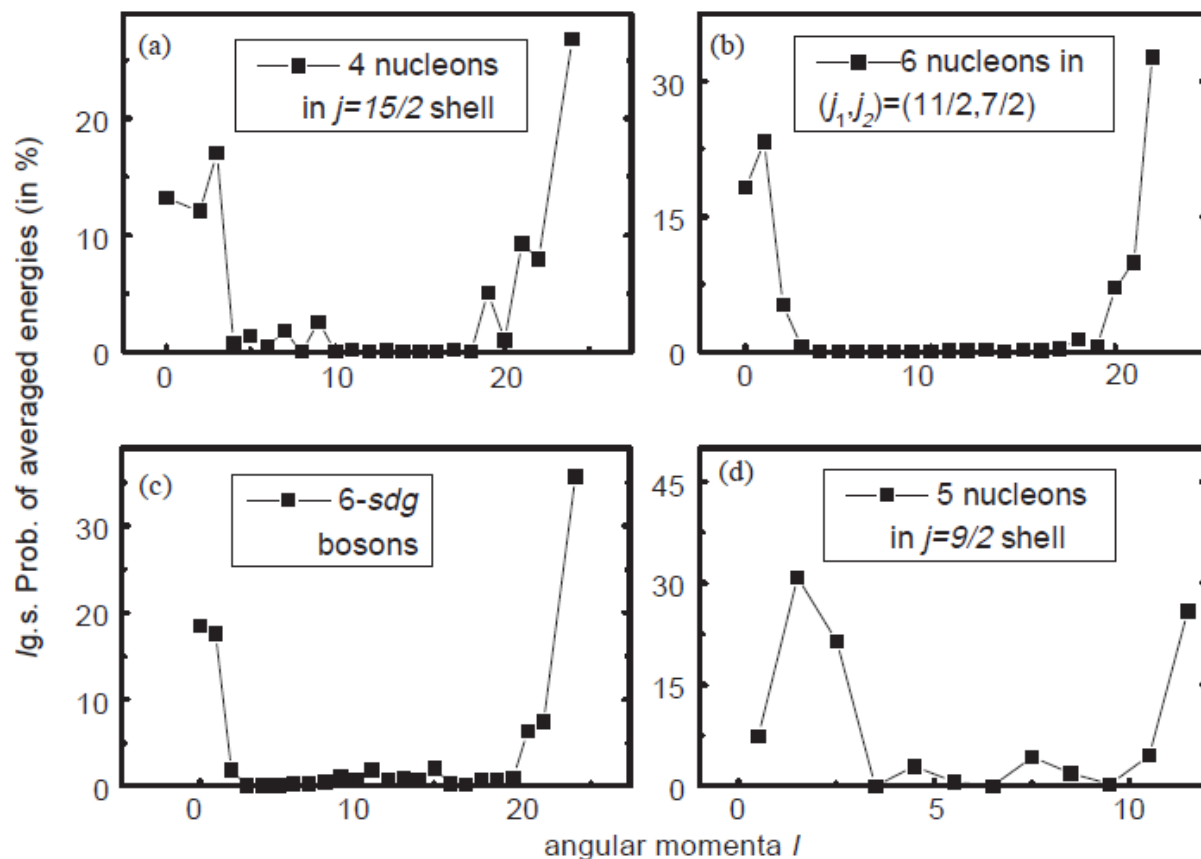 Ig.s. Prob. of averaged energies (in %)
(a)
4 nucleons
in j=15/2 shell
20
10
0
0
10
20
(b)
6 nucleons in
(j1,j2)=(11/2,7/2)
30
15
0
0
10
20
(c)
6-sdg
bosons
30
20
10
0
0
10
20
(d)
5 nucleons
in j=9/2 shell
45
30
15
0
0
5
10
angular momenta I